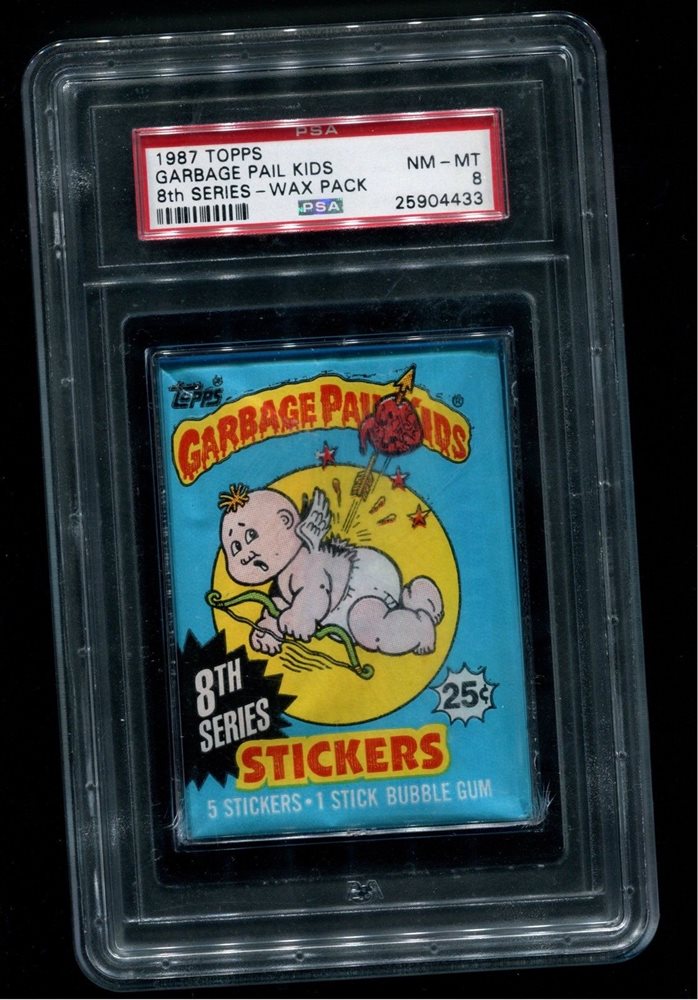 PSA
1987 TOPPS
GARBAGE PAIL KIDS
8th SERIES - WAX PACK
NM - MT
8
25904433
PSA
TOPPS®
GARBAGE PAIL KIDS®
8TH
SERIES
25¢
STICKERS
5 STICKERS • 1 STICK BUBBLE GUM
PSA